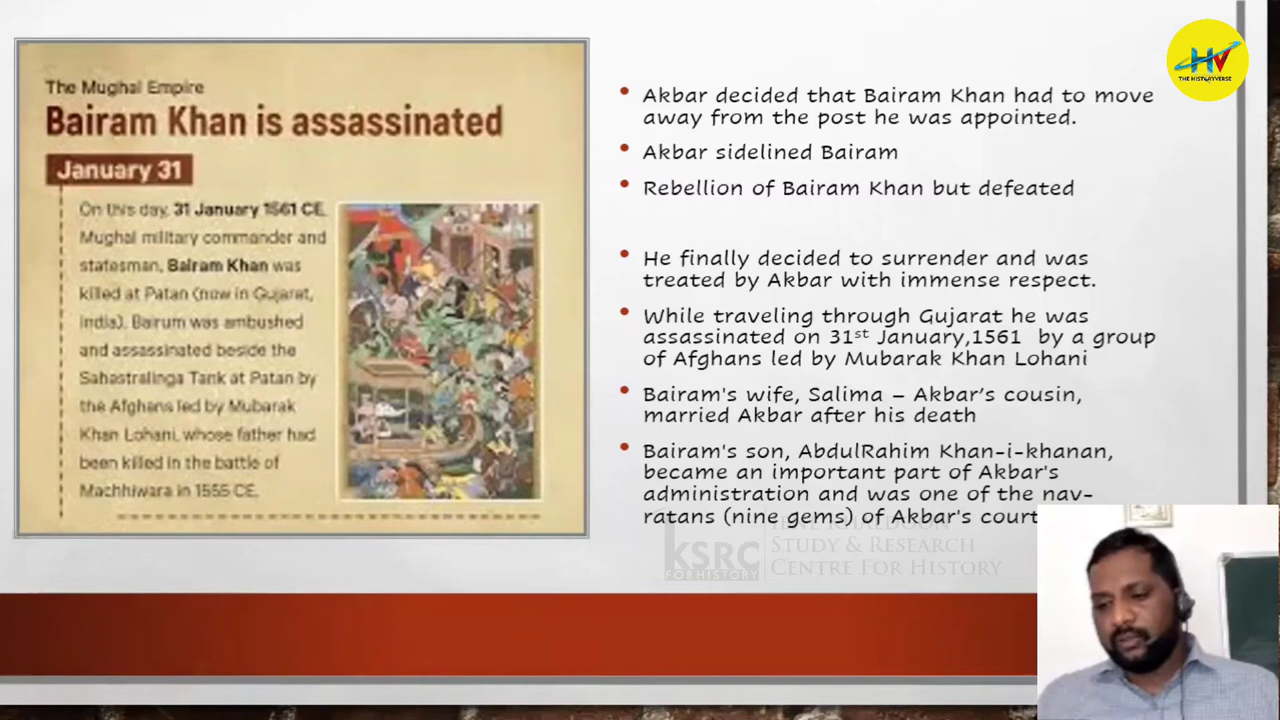 The Mughal Empire
Bairam Khan is assassinated
January 31
On this day, 31 January 1561 CE,
Mughal military commander and
statesman, Bairam Khan was
killed at Patan (now in Gujarat,
India). Bairum was ambushed
and assassinated beside the
Sahastralinga Tank at Patan by
the Afghans led by Mubarak
Khan Lohani, whose father had
been killed in the battle of
Machhiwara in 1555 CE.
• Akbar decided that Bairam Khan had to move
away from the post he was appointed.
• Akbar sidelined Bairam
• Rebellion of Bairam Khan but defeated
• He finally decided to surrender and was
treated by Akbar with immense respect.
• While traveling through Gujarat he was
assassinated on 31st January,1561 by a group
of Afghans led by Mubarak Khan Lohani
• Bairam's wife, Salima – Akbar’s cousin,
married Akbar after his death
• Bairam's son, AbdulRahim Khan-i-khanan,
became an important part of Akbar's
administration and was one of the nav-
ratans (nine gems) of Akbar's court
HV
THE HISTORYVERSE
KSRC
FOR HISTORY
STUDY & RESEARCH
CENTRE FOR HISTORY